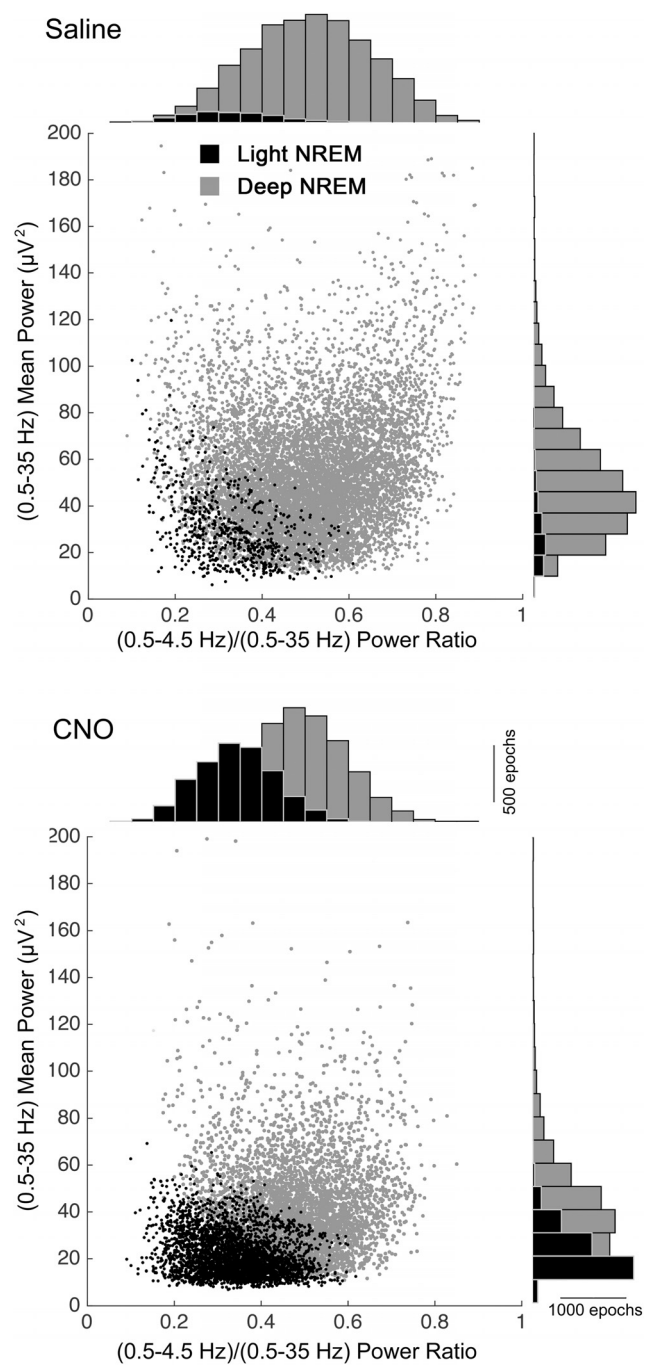 Saline
200
180
160
140
120
100
80
60
40
20
0
(0.5-35 Hz) Mean Power (µV²)
Light NREM
Deep NREM
0 0.2 0.4 0.6 0.8 1
(0.5-4.5 Hz)/(0.5-35 Hz) Power Ratio
CNO
500 epochs
200
180
160
140
120
100
80
60
40
20
0
(0.5-35 Hz) Mean Power (µV²)
1000 epochs
0 0.2 0.4 0.6 0.8 1
(0.5-4.5 Hz)/(0.5-35 Hz) Power Ratio